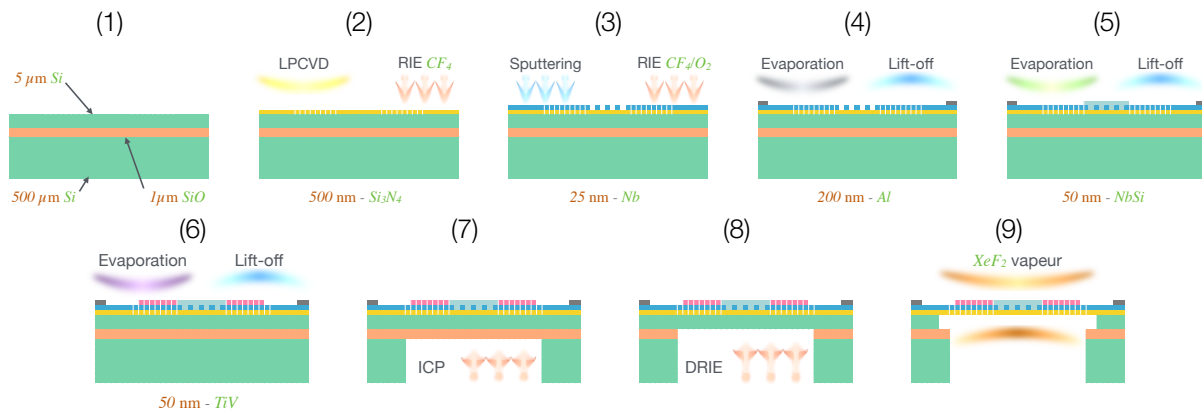 (1)
(2)
(3)
(4)
(5)
LPCVD
RIE CF₄
Sputtering
RIE CF₄/O₂
Evaporation
Lift-off
Evaporation
Lift-off
5 µm Si
500 µm Si
1µm SiO
500 nm - Si₃N₄
25 nm - Nb
200 nm - Al
50 nm - NbSi
(6)
(7)
(8)
(9)
Evaporation
Lift-off
XeF₂ vapeur
ICP
DRIE
50 nm - TiV